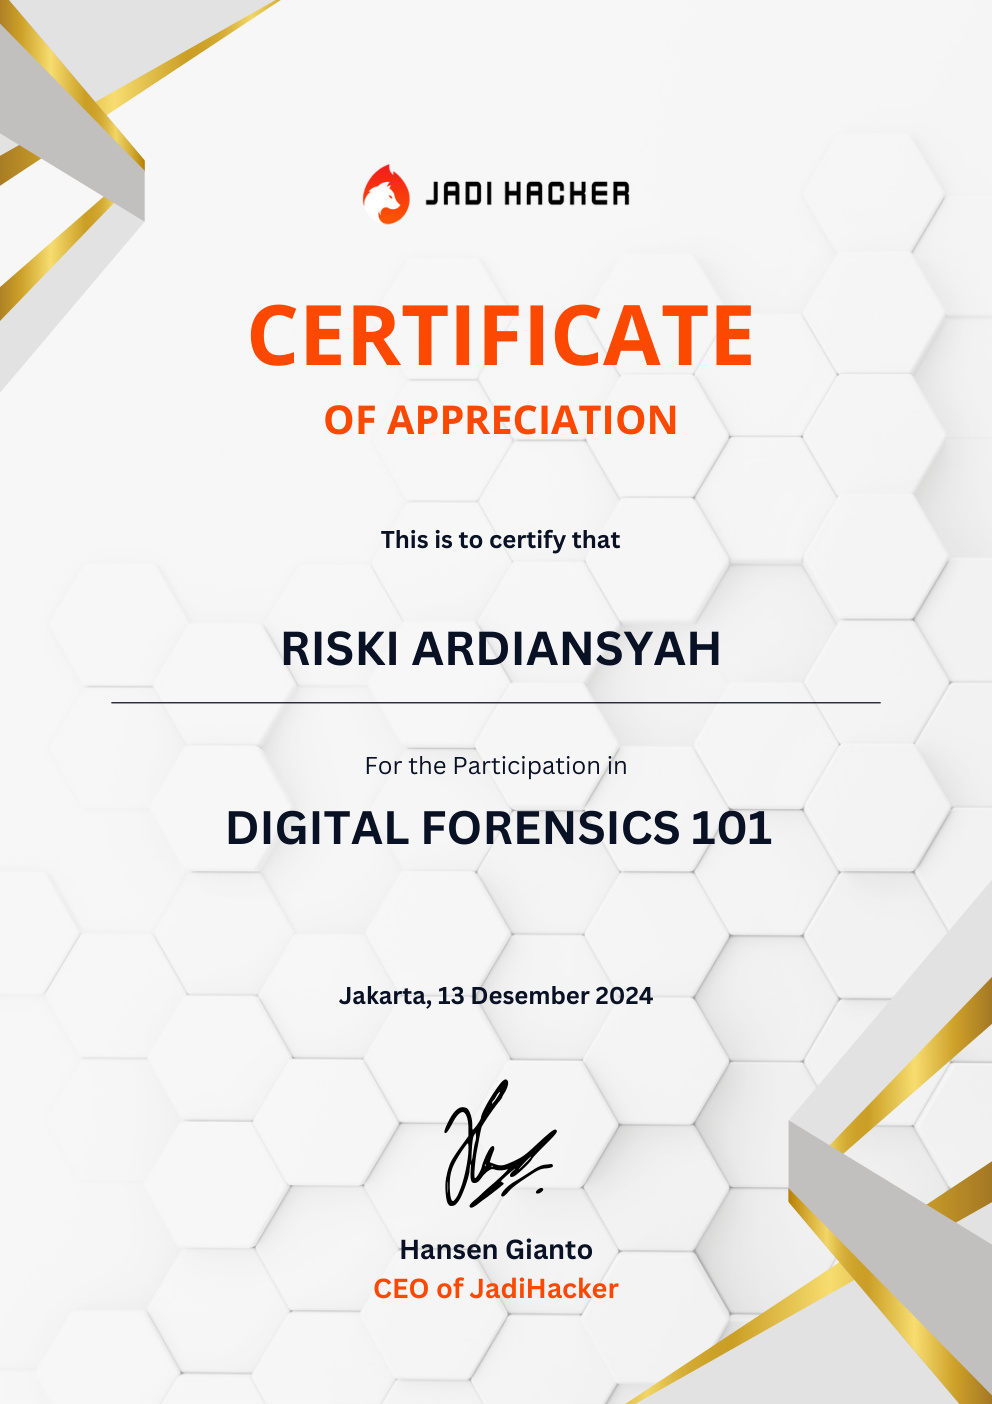 JADI HACKER
CERTIFICATE
OF APPRECIATION
This is to certify that
RISKI ARDIANSYAH
For the Participation in
DIGITAL FORENSICS 101
Jakarta, 13 Desember 2024
Hansen Gianto
CEO of JadiHacker